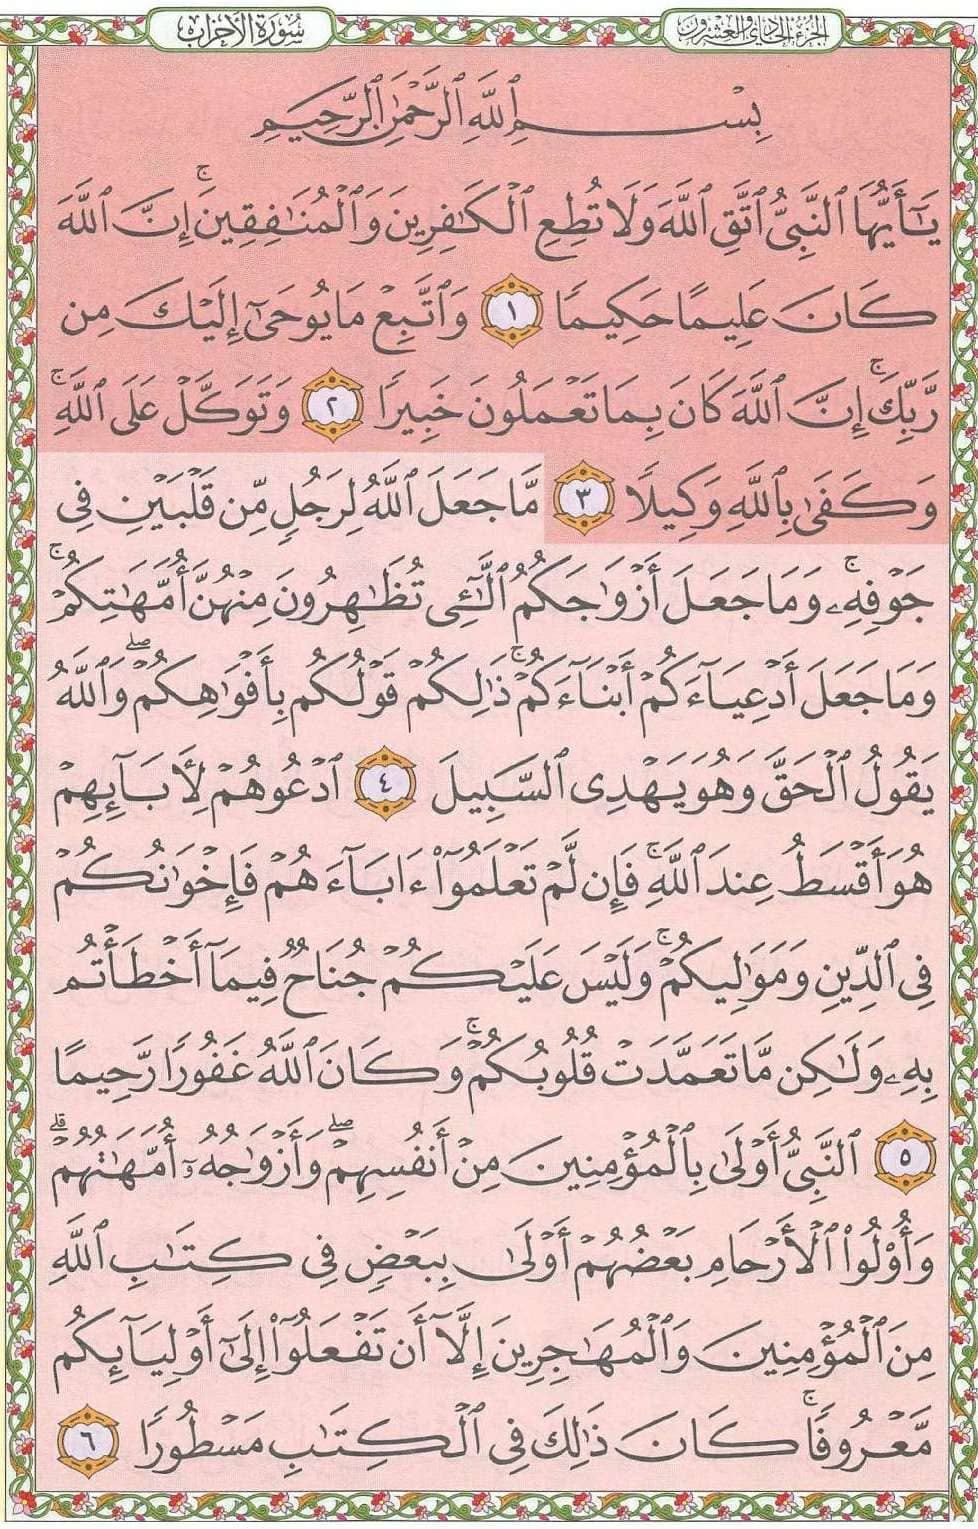 الجزء الحادي والعشرون
سورة الأحزاب
بِسْمِ ٱللَّهِ ٱلرَّحْمَٰنِ ٱلرَّحِيمِ
يَٰٓأَيُّهَا ٱلنَّبِىُّ ٱتَّقِ ٱللَّهَ وَلَا تُطِعِ ٱلْكَٰفِرِينَ وَٱلْمُنَٰفِقِينَۚ إِنَّ ٱللَّهَ
كَانَ عَلِيمًا حَكِيمًا ١ وَٱتَّبِعْ مَا يُوحَىٰٓ إِلَيْكَ مِن
رَّبِّكَۚ إِنَّ ٱللَّهَ كَانَ بِمَا تَعْمَلُونَ خَبِيرًا ٢ وَتَوَكَّلْ عَلَى ٱللَّهِۚ
وَكَفَىٰ بِٱللَّهِ وَكِيلًا ٣ مَّا جَعَلَ ٱللَّهُ لِرَجُلٍ مِّن قَلْبَيْنِ فِى
جَوْفِهِۦۚ وَمَا جَعَلَ أَزْوَٰجَكُمُ ٱلَّٰٓـِٔى تُظَٰهِرُونَ مِنْهُنَّ أُمَّهَٰتِكُمْۚ
وَمَا جَعَلَ أَدْعِيَآءَكُمْ أَبْنَآءَكُمْۚ ذَٰلِكُمْ قَوْلُكُم بِأَفْوَٰهِكُمْۖ وَٱللَّهُ
يَقُولُ ٱلْحَقَّ وَهُوَ يَهْدِى ٱلسَّبِيلَ ٤ ٱدْعُوهُمْ لِءَابَآئِهِمْ
هُوَ أَقْسَطُ عِندَ ٱللَّهِۚ فَإِن لَّمْ تَعْلَمُوٓا۟ ءَابَآءَهُمْ فَإِخْوَٰنُكُمْ
فِى ٱلدِّينِ وَمَوَٰلِيكُمْۚ وَلَيْسَ عَلَيْكُمْ جُنَاحٌ فِيمَآ أَخْطَأْتُم
بِهِۦ وَلَٰكِن مَّا تَعَمَّدَتْ قُلُوبُكُمْۚ وَكَانَ ٱللَّهُ غَفُورًا رَّحِيمًا
٥ ٱلنَّبِىُّ أَوْلَىٰ بِٱلْمُؤْمِنِينَ مِنْ أَنفُسِهِمْۖ وَأَزْوَٰجُهُۥٓ أُمَّهَٰتُهُمْۗ
وَأُو۟لُوا۟ ٱلْأَرْحَامِ بَعْضُهُمْ أَوْلَىٰ بِبَعْضٍ فِى كِتَٰبِ ٱللَّهِ
مِنَ ٱلْمُؤْمِنِينَ وَٱلْمُهَٰجِرِينَ إِلَّآ أَن تَفْعَلُوٓا۟ إِلَىٰٓ أَوْلِيَآئِكُم
مَّعْرُوفًاۚ كَانَ ذَٰلِكَ فِى ٱلْكِتَٰبِ مَسْطُورًا ٦